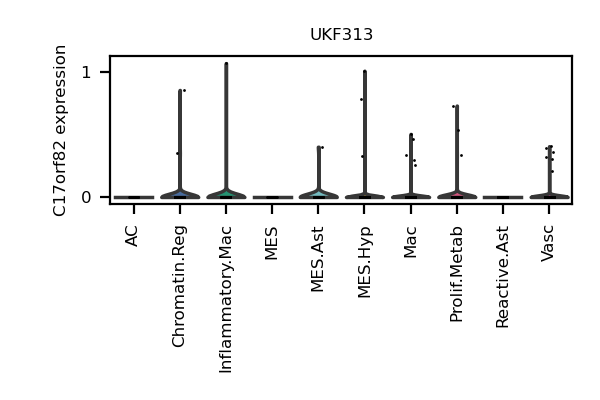 UKF313
C17orf82 expression
1
0
AC
Chromatin.Reg
Inflammatory.Mac
MES
MES.Ast
MES.Hyp
Mac
Prolif.Metab
Reactive.Ast
Vasc